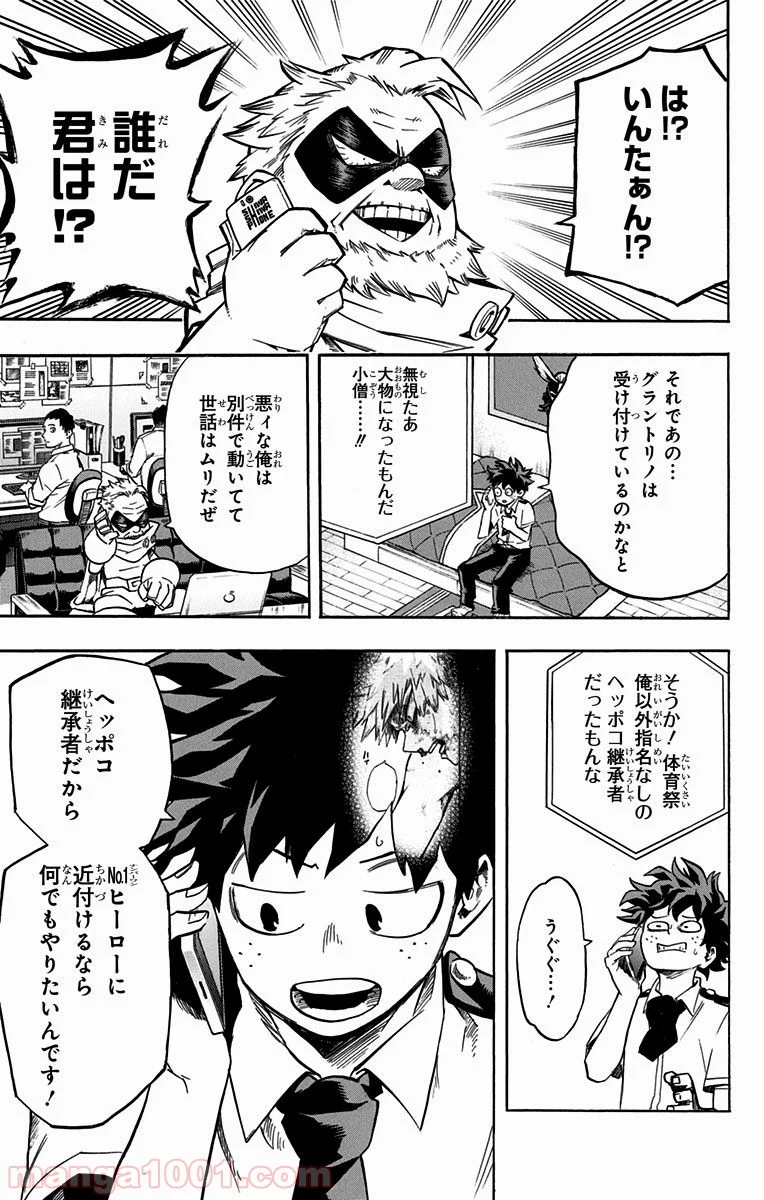 は!?
いんたぁん!?
SHIWA
SHIWA
PHONE
誰だ
君は!?
それであの…
グラントリノは
受け付けているのかなと
無視たあ
大物になったもんだ
小僧………!!
悪ィな俺は
別件で動いてて
世話はムリだぜ
そうか！体育祭
俺以外指名なしの
ヘッポコ継承者
だったもんな
うぐぐ…！
ヘッポコ
継承者だから
No.1ヒーローに
近付けるなら
何でもやりたいんです！
manga1001.com